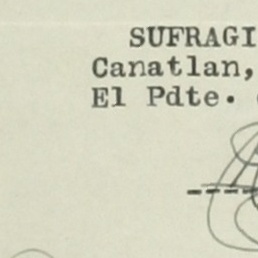 SUFRAGI
Canatlan,
El Pdte.